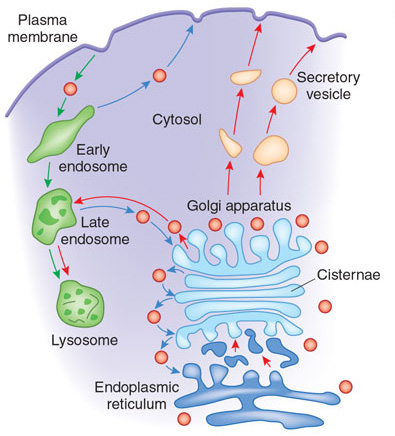 Plasma
membrane
Secretory
vesicle
Cytosol
Early
endosome
Golgi apparatus
Late
endosome
Cisternae
Lysosome
Endoplasmic
reticulum